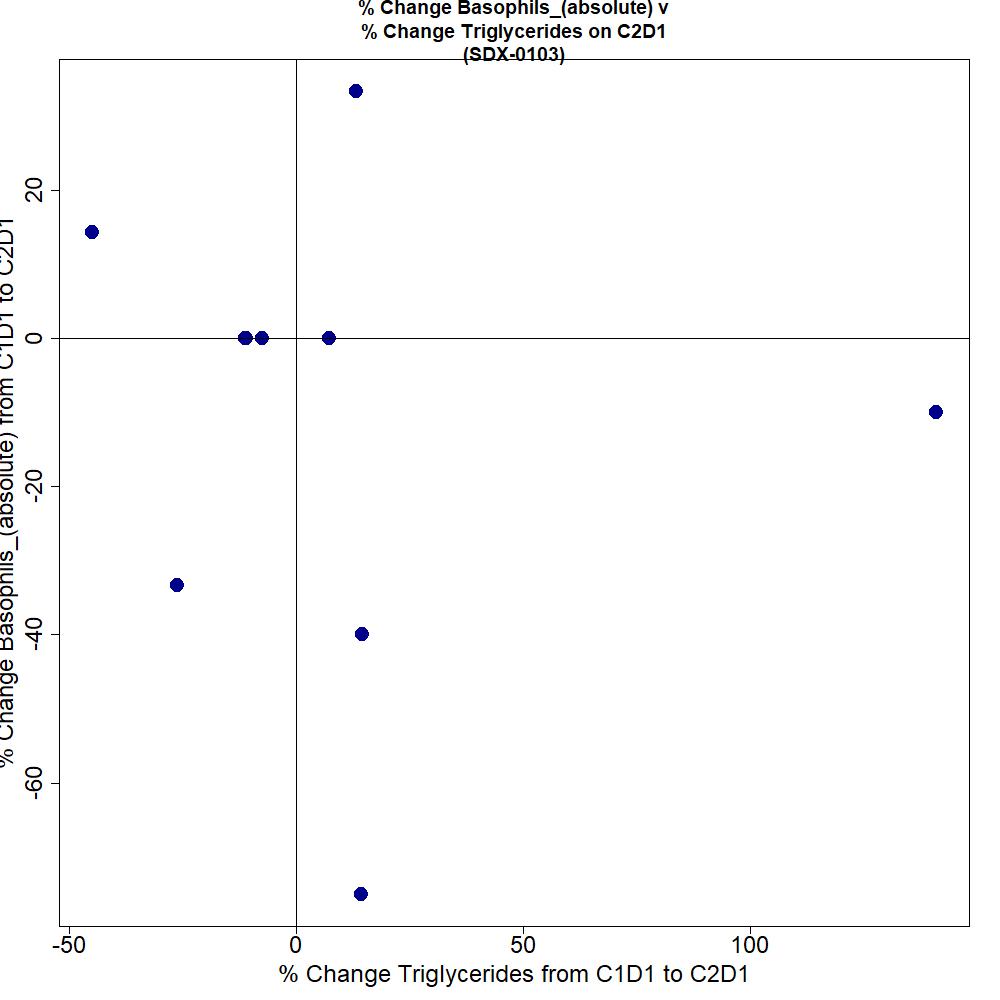 % Change Basophils_(absolute) v
% Change Triglycerides on C2D1
(SDX-0103)
% Change Basophils_(absolute) from C1D1 to C2D1
20
0
-20
-40
-60
-50
0
50
100
% Change Triglycerides from C1D1 to C2D1